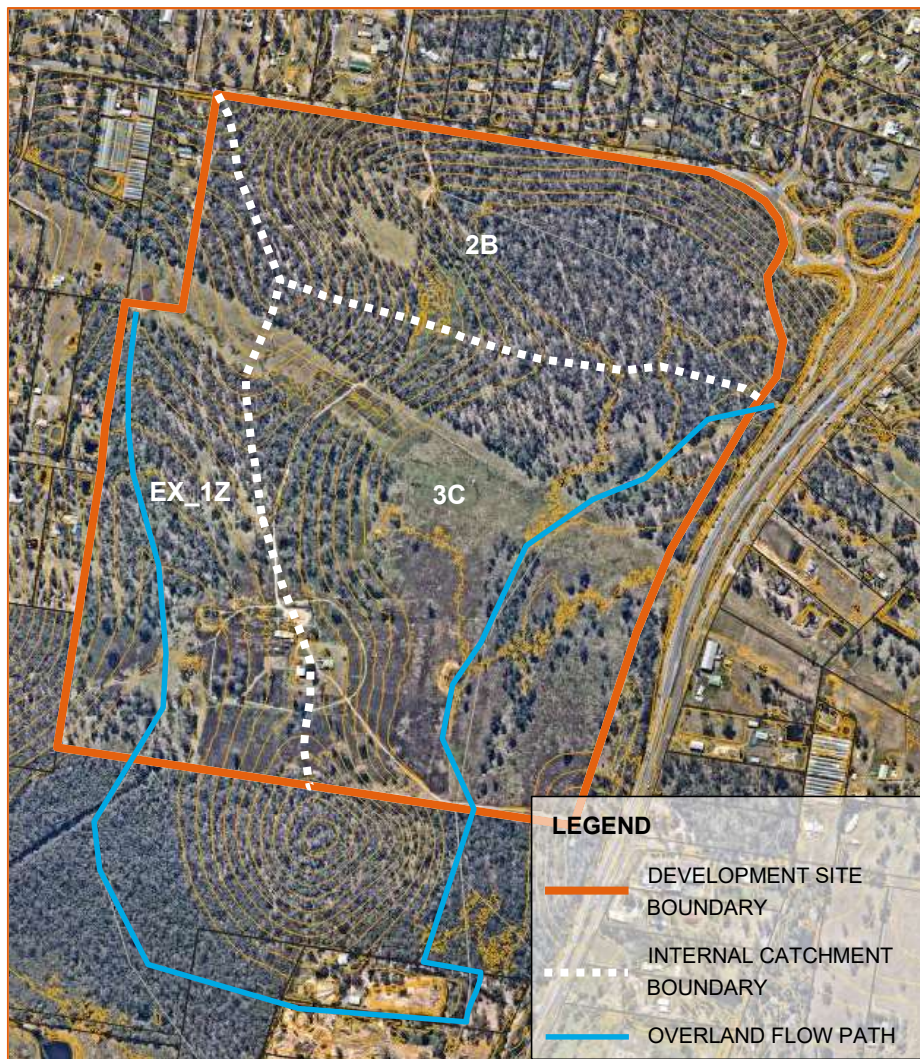 2B
EX_1Z
3C
LEGEND
DEVELOPMENT SITE
BOUNDARY
INTERNAL CATCHMENT
BOUNDARY
OVERLAND FLOW PATH